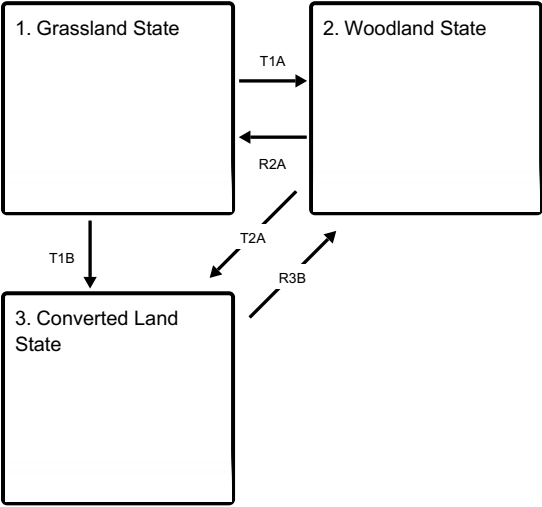 1. Grassland State
2. Woodland State
T1A
R2A
T2A
T1B
R3B
3. Converted Land
State